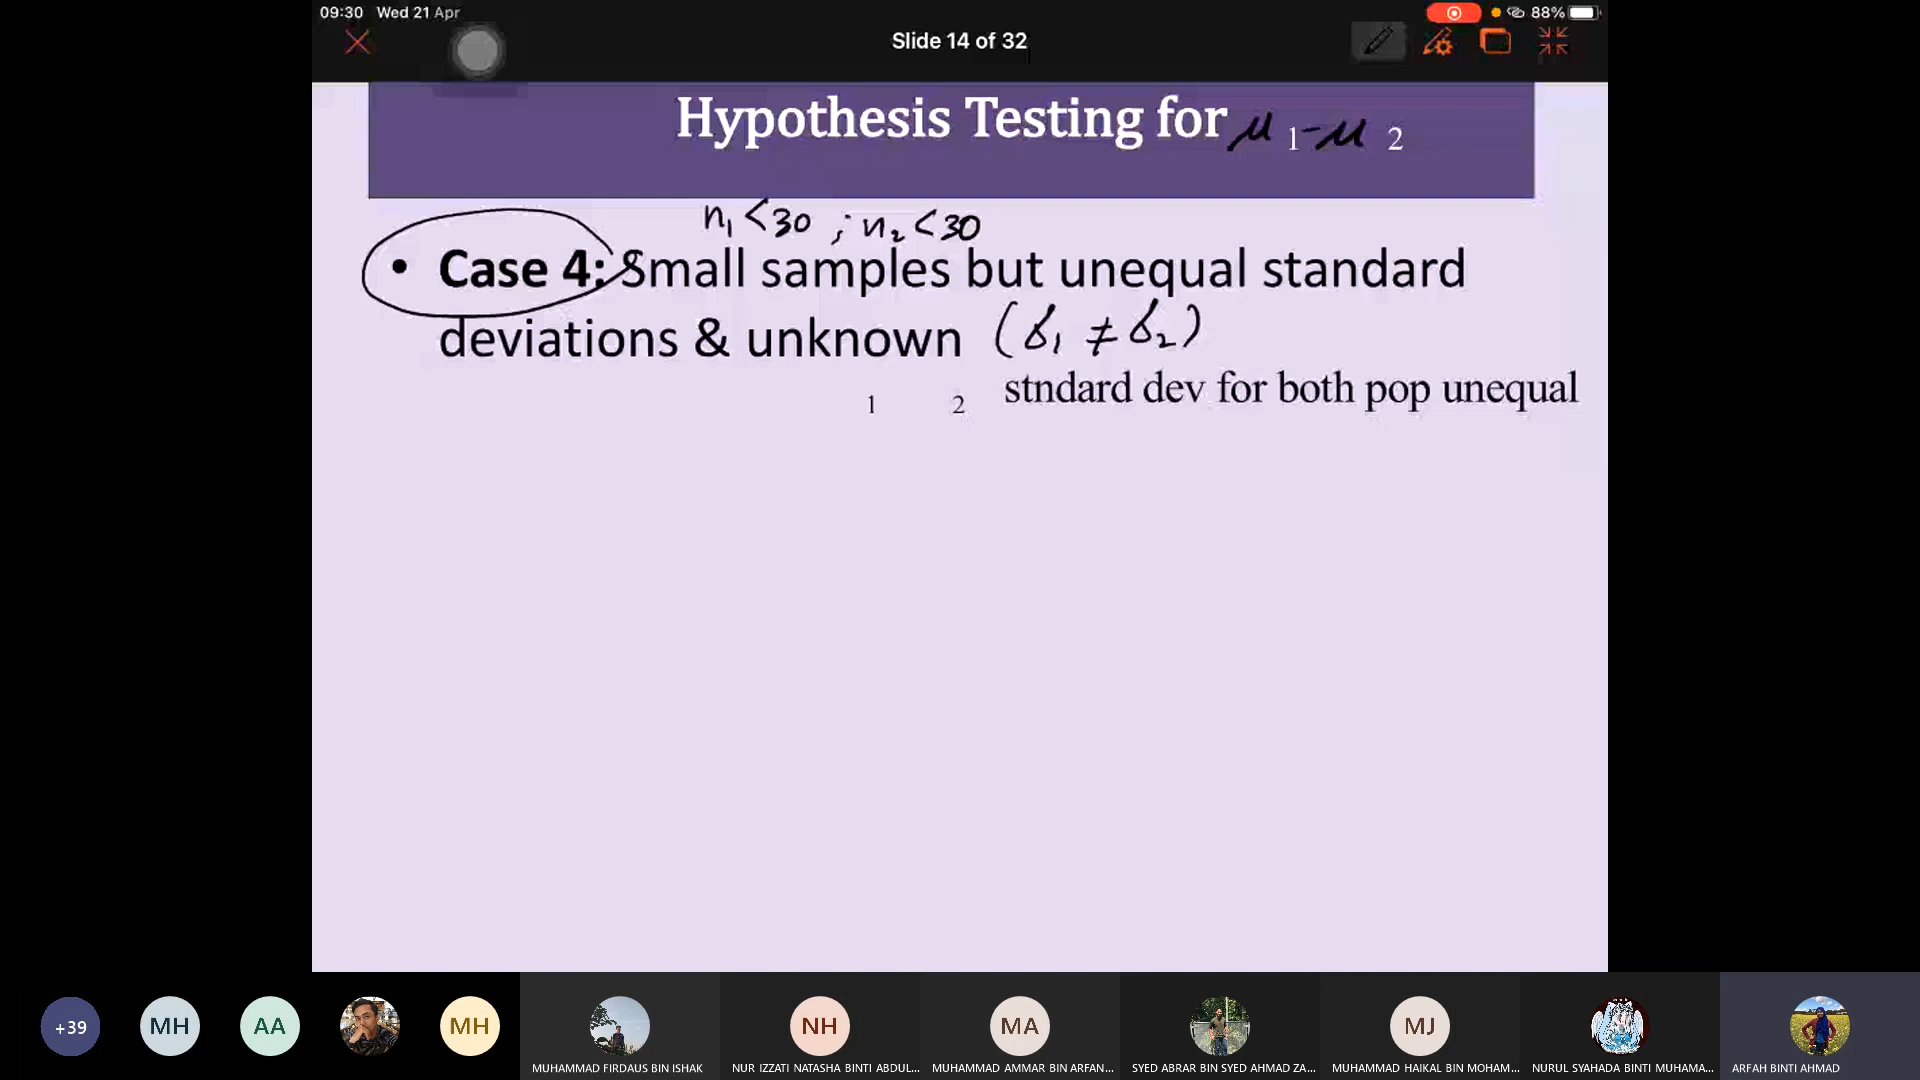 09:30 Wed 21 Apr
88%
Slide 14 of 32
Hypothesis Testing for μ 1-μ 2
n₁ <30 ; n₂ <30
• Case 4: Small samples but unequal standard
deviations & unknown (σ₁ ≠ σ₂)
stndard dev for both pop unequal
1 2
+39
MH
AA
MH
NH
MA
MJ
MUHAMMAD FIRDAUS BIN ISHAK
NUR IZZATI NATASHA BINTI ABDUL...
MUHAMMAD AMMAR BIN ARFAN...
SYED ABRAR BIN SYED AHMAD ZA...
MUHAMMAD HAIKAL BIN MOHAM...
NURUL SYAHADA BINTI MUHAMA...
ARFAH BINTI AHMAD